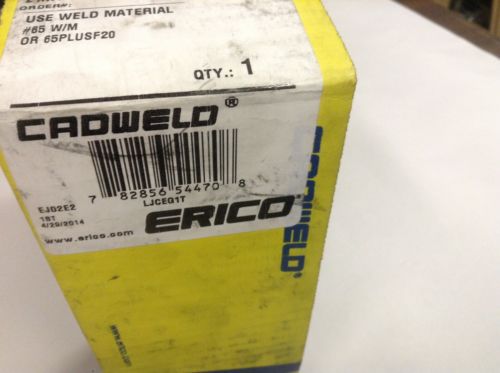 ORDER#:
USE WELD MATERIAL
#65 W/M
OR 65PLUSF20
QTY.: 1
CADWELD®
7 82856 54470 8
EJ02E2 LJCEQ1T
1ST
4/29/2014
ERICO
www.erico.com
CADWELD